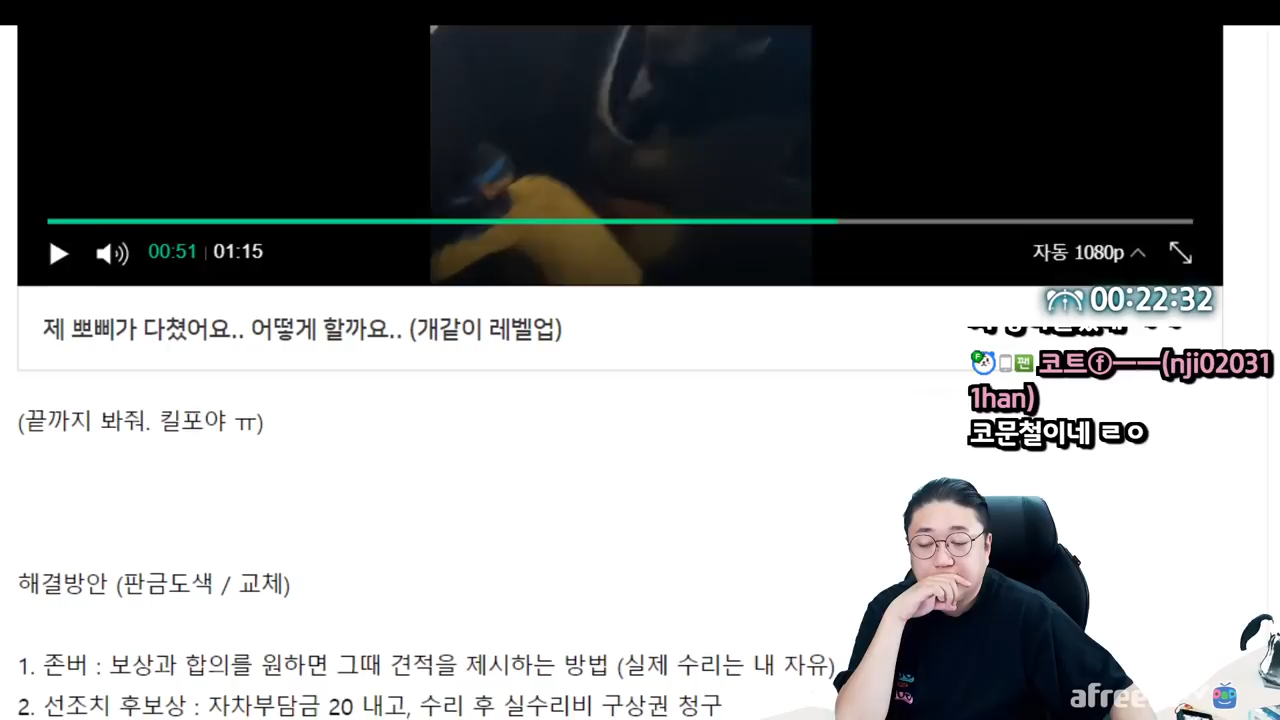 00:51 | 01:15
자동 1080p
00:22:32
제 뽀삐가 다쳤어요.. 어떻게 할까요.. (개같이 레벨업)
팬 코트ⓕㅡㅡ(nji02031
1han)
코문철이네 ㄹㅇ
(끝까지 봐줘. 킬포야 ㅠ)
해결방안 (판금도색 / 교체)
1. 존버 : 보상과 합의를 원하면 그때 견적을 제시하는 방법 (실제 수리는 내 자유)
2. 선조치 후보상 : 자차부담금 20 내고, 수리 후 실수리비 구상권 청구